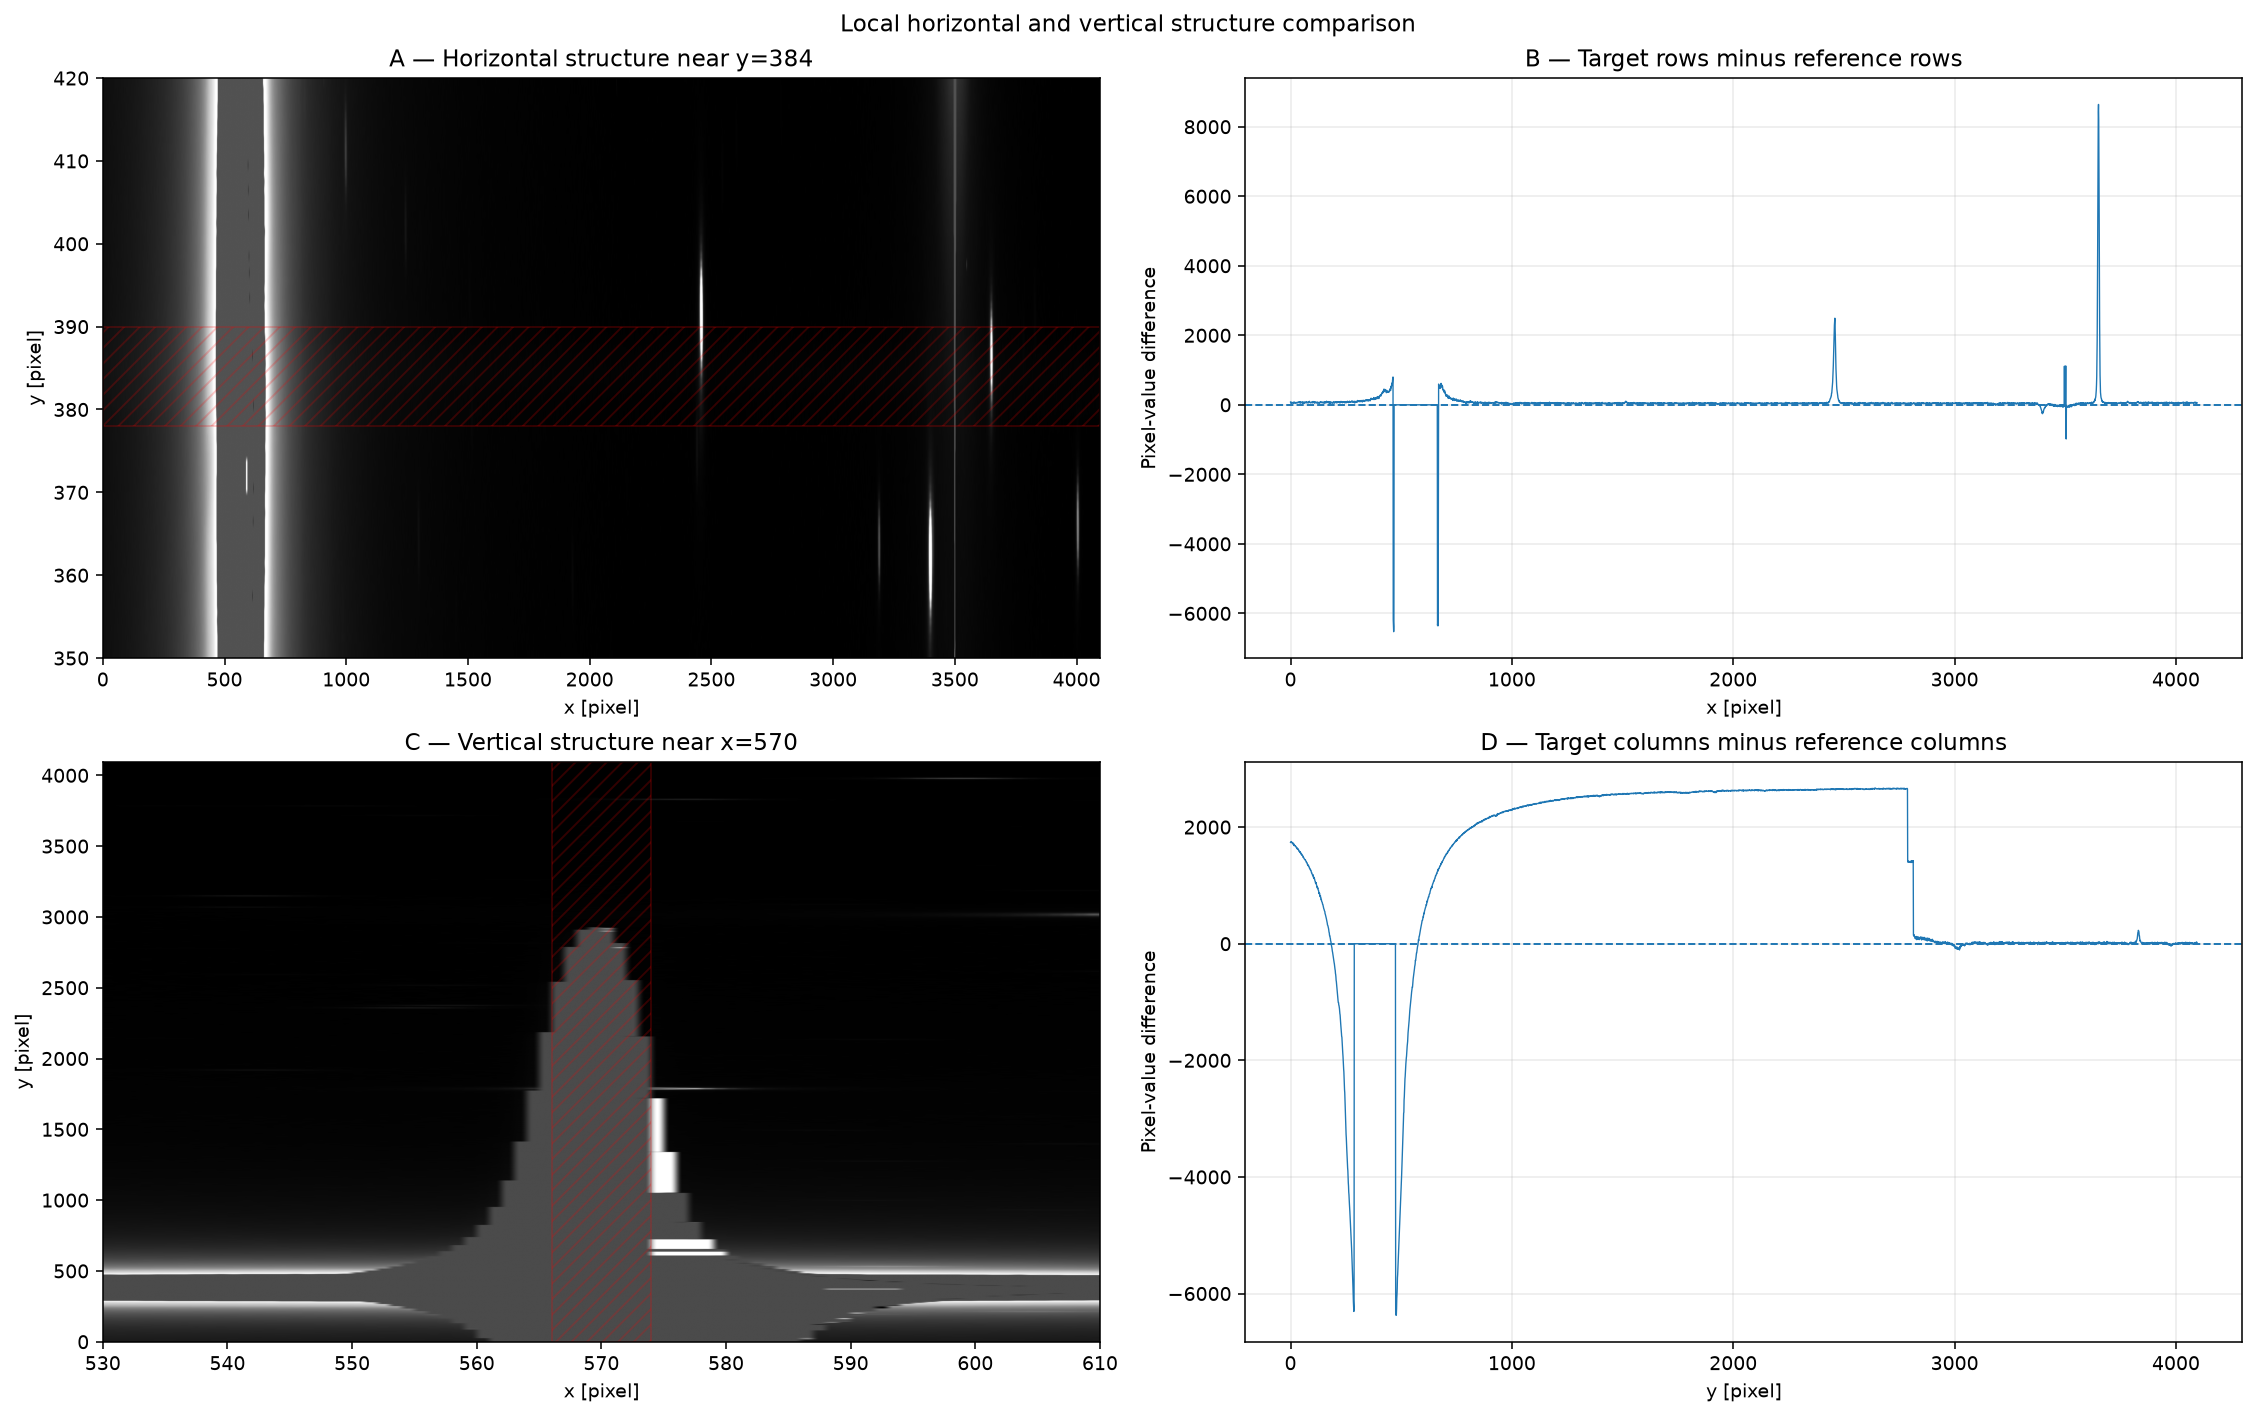 Local horizontal and vertical structure comparison
A — Horizontal structure near y=384
B — Target rows minus reference rows
420
410
400
390
380
370
360
350
y [pixel]
0 500 1000 1500 2000 2500 3000 3500 4000
x [pixel]
8000
6000
4000
2000
0
−2000
−4000
−6000
Pixel-value difference
0 1000 2000 3000 4000
x [pixel]
C — Vertical structure near x=570
D — Target columns minus reference columns
4000
3500
3000
2500
2000
1500
1000
500
0
y [pixel]
530 540 550 560 570 580 590 600 610
x [pixel]
2000
0
−2000
−4000
−6000
Pixel-value difference
0 1000 2000 3000 4000
y [pixel]